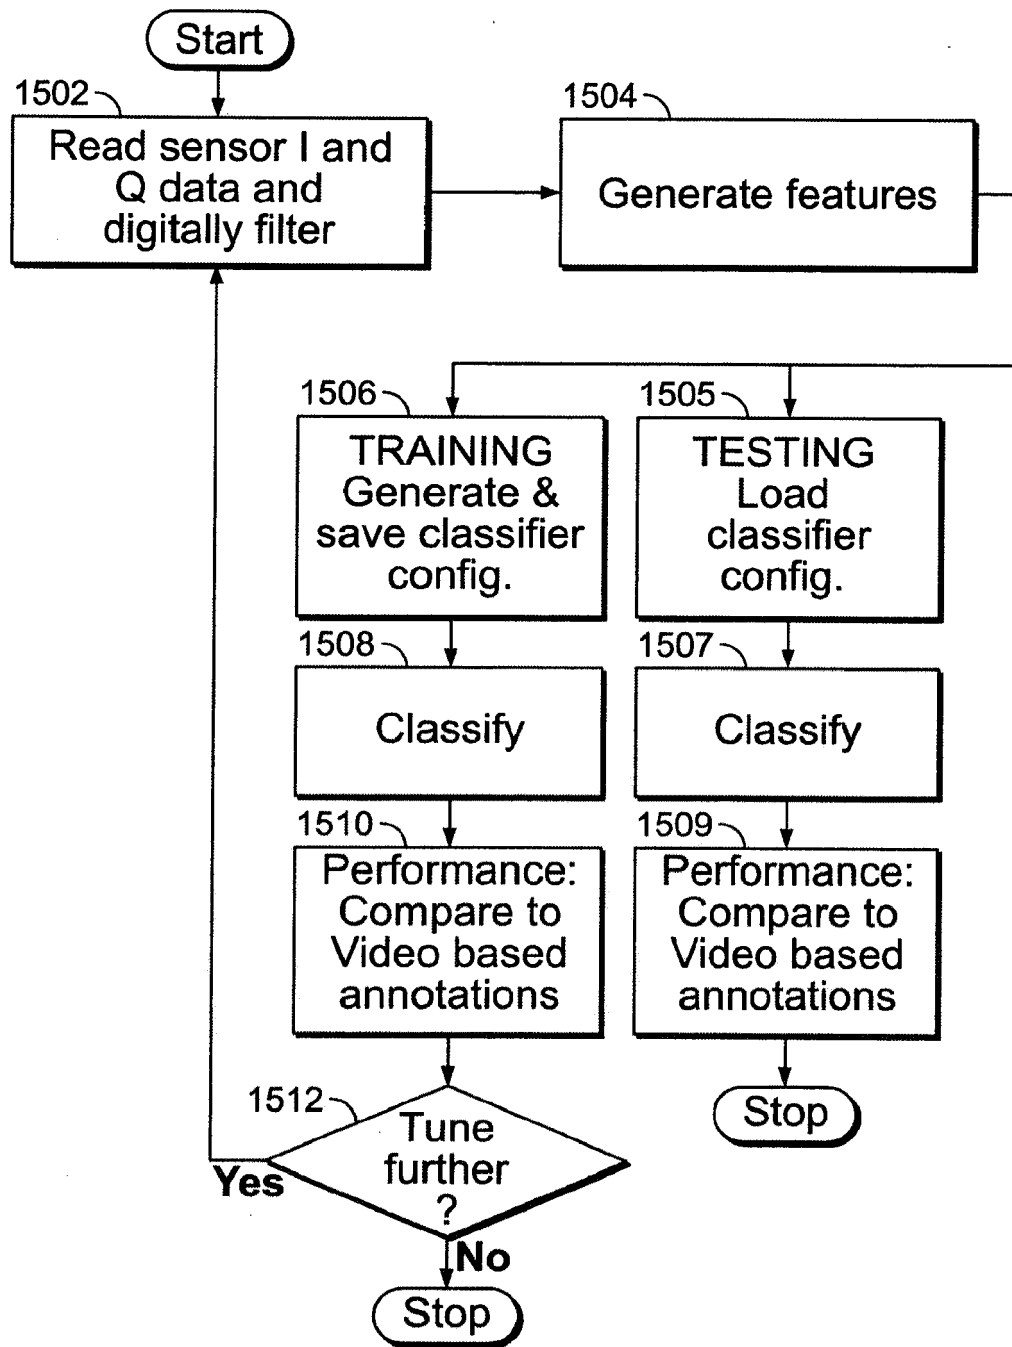 Start
1502
Read sensor I and
Q data and
digitally filter
1504
Generate features
1506
TRAINING
Generate &
save classifier
config.
1505
TESTING
Load
classifier
config.
1508
Classify
1507
Classify
1510
Performance:
Compare to
Video based
annotations
1509
Performance:
Compare to
Video based
annotations
1512
Tune
further
?
Yes
No
Stop
Stop